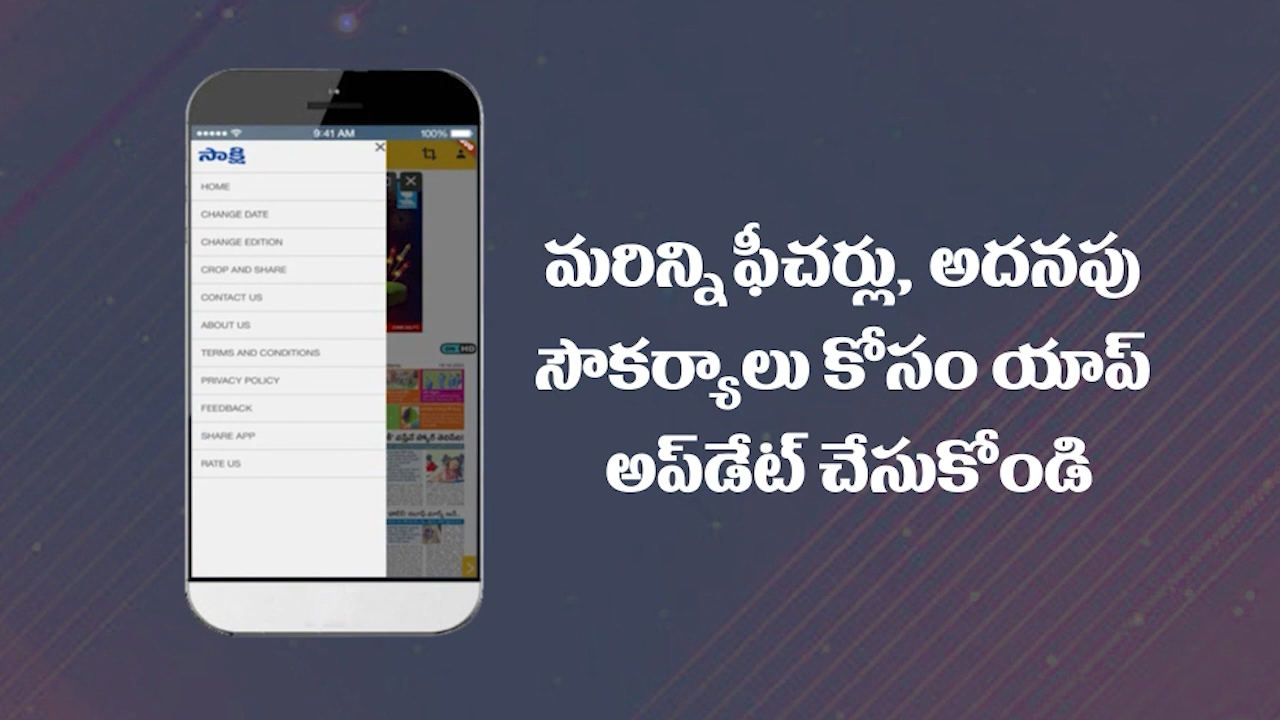 9:41 AM
100%
సాక్షి
HOME
CHANGE DATE
CHANGE EDITION
CROP AND SHARE
CONTACT US
ABOUT US
TERMS AND CONDITIONS
PRIVACY POLICY
FEEDBACK
SHARE APP
RATE US
HD
మరిన్ని ఫీచర్లు, అదనపు
సౌకర్యాలు కోసం యాప్
అప్‌డేట్ చేసుకోండి